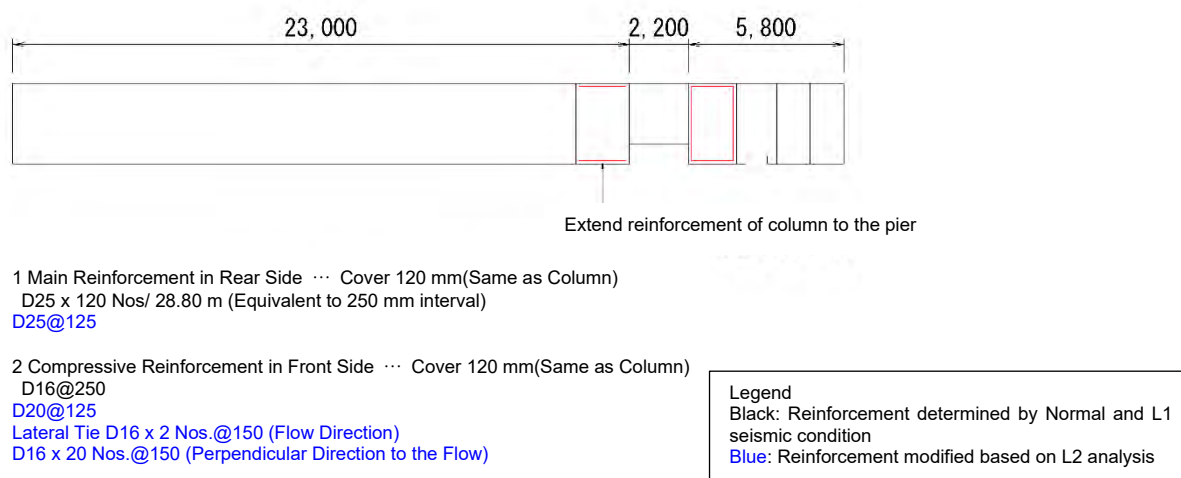 23,000
2,200
5,800
Extend reinforcement of column to the pier
1 Main Reinforcement in Rear Side ⋯ Cover 120 mm(Same as Column)
D25 x 120 Nos/ 28.80 m (Equivalent to 250 mm interval)
D25@125
2 Compressive Reinforcement in Front Side ⋯ Cover 120 mm(Same as Column)
D16@250
D20@125
Lateral Tie D16 x 2 Nos.@150 (Flow Direction)
D16 x 20 Nos.@150 (Perpendicular Direction to the Flow)
Legend
Black: Reinforcement determined by Normal and L1
seismic condition
Blue: Reinforcement modified based on L2 analysis